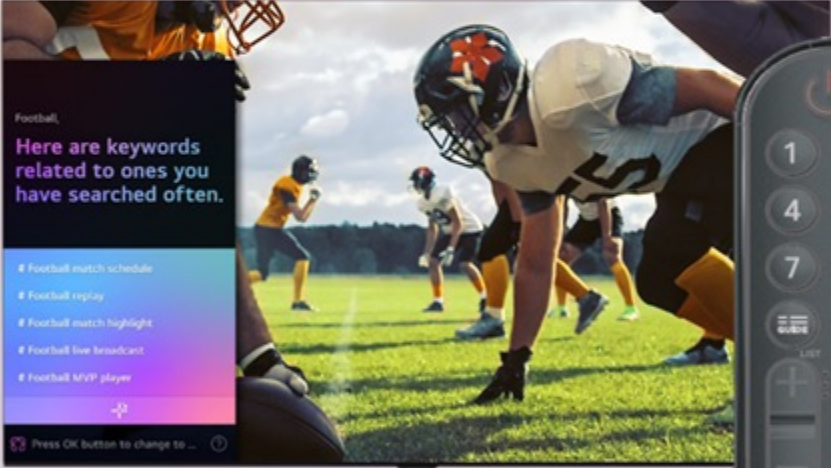 Football,
Here are keywords
related to ones you
have searched often.
# Football match schedule
# Football replay
# Football match highlight
# Football live broadcast
# Football MVP player
Press OK button to change to ...
?
1
4
7
GUIDE
LIST
+